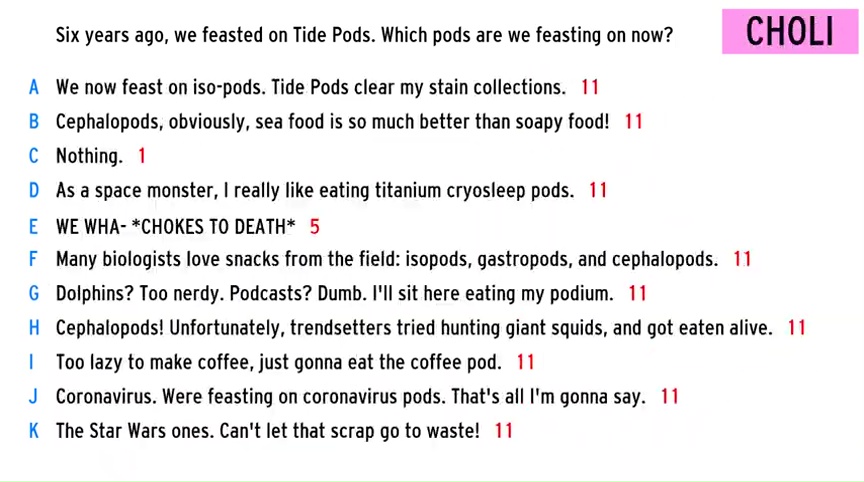 Six years ago, we feasted on Tide Pods. Which pods are we feasting on now?
CHOLI
A We now feast on iso-pods. Tide Pods clear my stain collections. 11
B Cephalopods, obviously, sea food is so much better than soapy food! 11
C Nothing. 1
D As a space monster, I really like eating titanium cryosleep pods. 11
E WE WHA- *CHOKES TO DEATH* 5
F Many biologists love snacks from the field: isopods, gastropods, and cephalopods. 11
G Dolphins? Too nerdy. Podcasts? Dumb. I'll sit here eating my podium. 11
H Cephalopods! Unfortunately, trendsetters tried hunting giant squids, and got eaten alive. 11
I Too lazy to make coffee, just gonna eat the coffee pod. 11
J Coronavirus. Were feasting on coronavirus pods. That's all I'm gonna say. 11
K The Star Wars ones. Can't let that scrap go to waste! 11